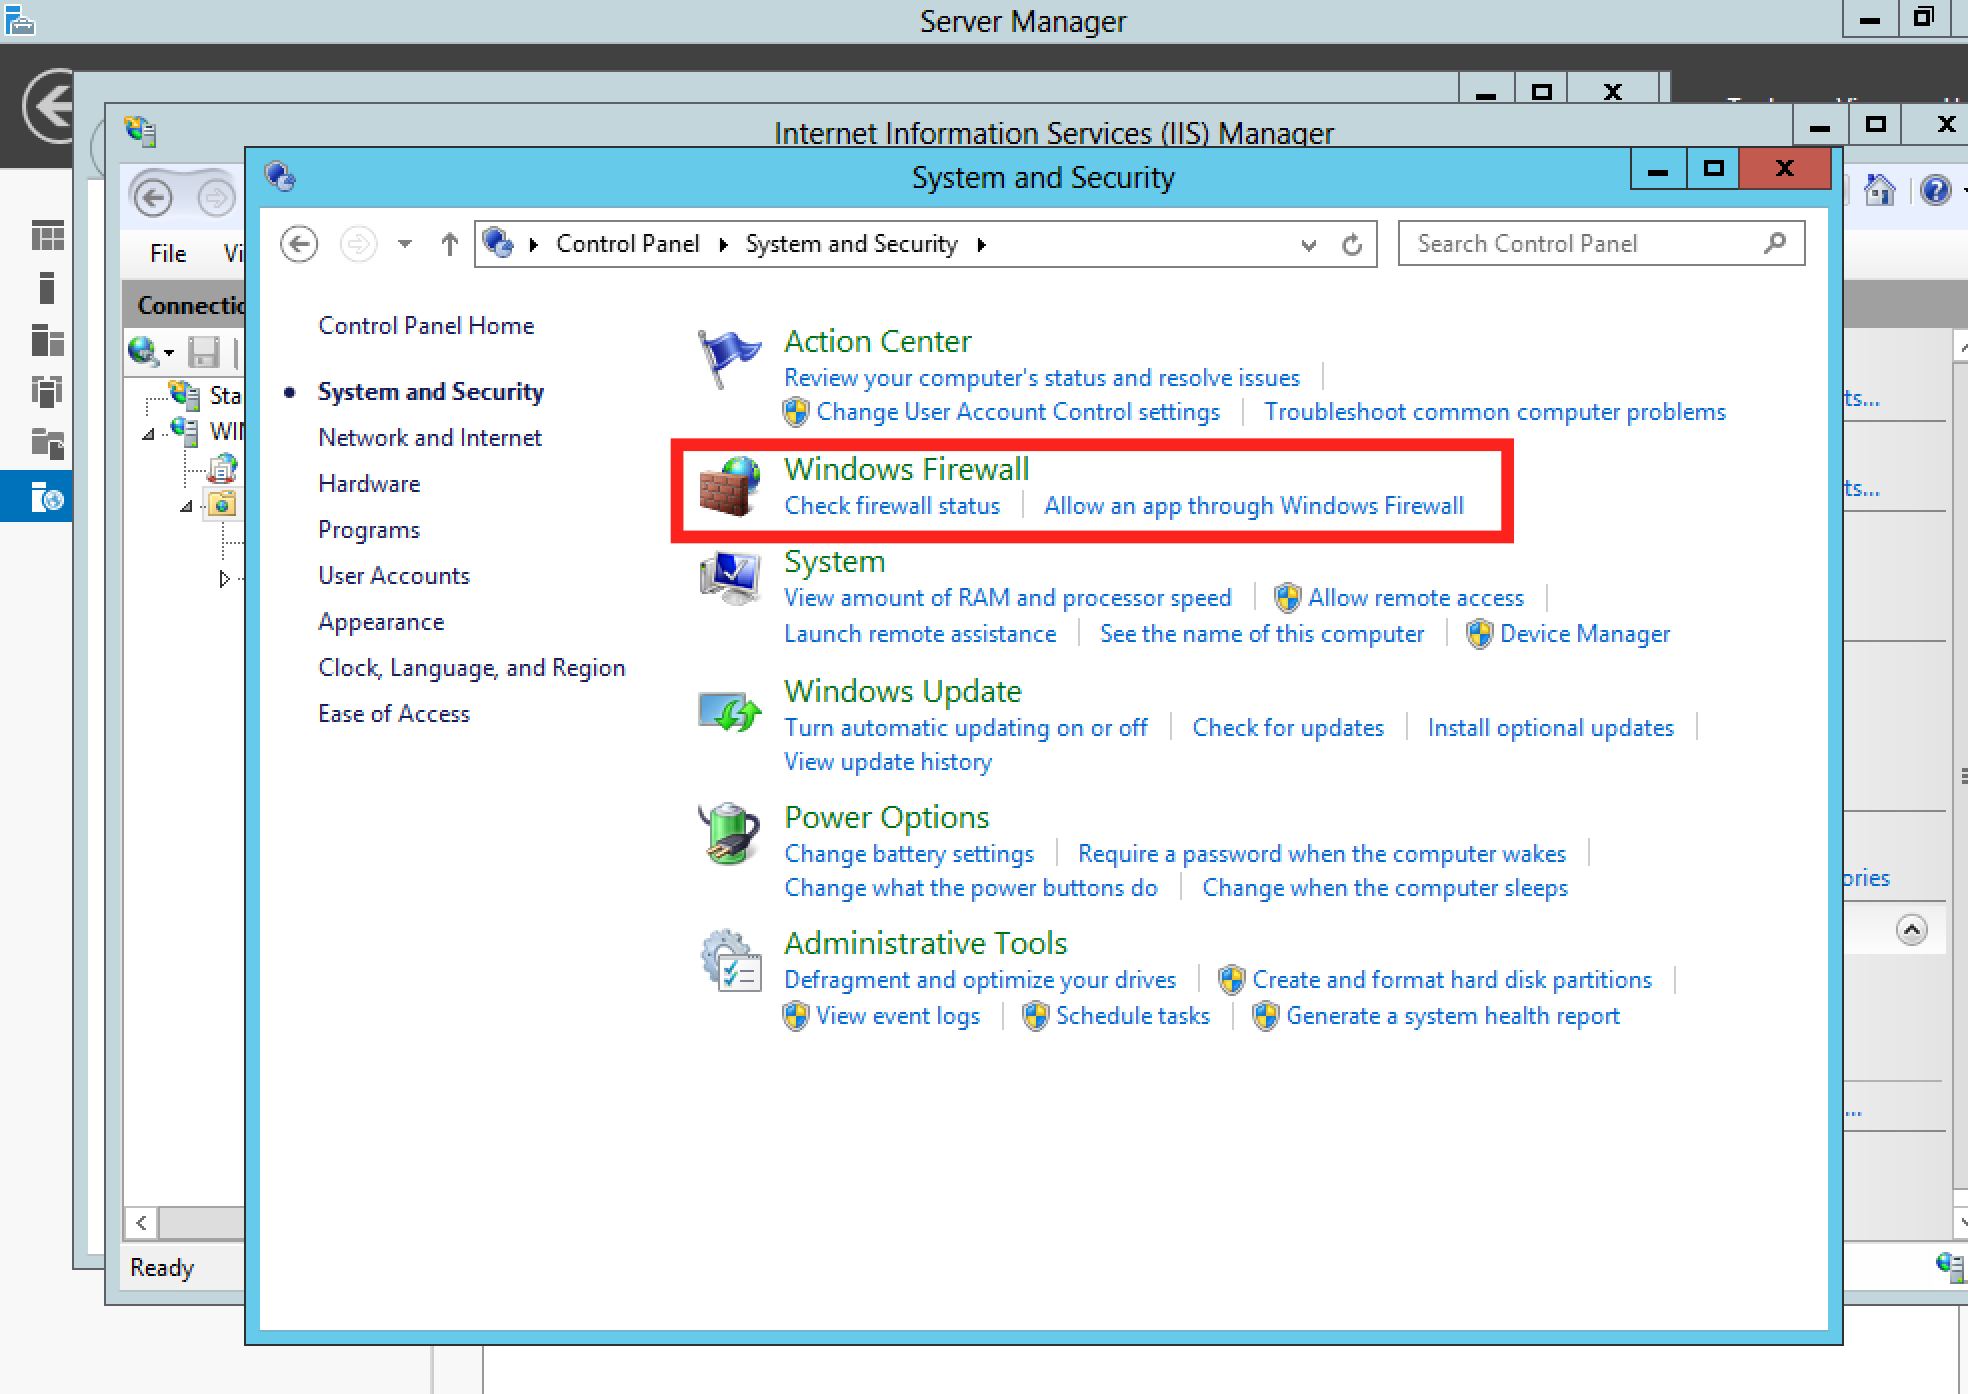 Server Manager
Internet Information Services (IIS) Manager
System and Security
File
Control Panel
System and Security
Search Control Panel
Control Panel Home
System and Security
Network and Internet
Hardware
Programs
User Accounts
Appearance
Clock, Language, and Region
Ease of Access
Action Center
Review your computer's status and resolve issues
Change User Account Control settings
Troubleshoot common computer problems
Windows Firewall
Check firewall status
Allow an app through Windows Firewall
System
View amount of RAM and processor speed
Allow remote access
Launch remote assistance
See the name of this computer
Device Manager
Windows Update
Turn automatic updating on or off
Check for updates
Install optional updates
View update history
Power Options
Change battery settings
Require a password when the computer wakes
Change what the power buttons do
Change when the computer sleeps
Administrative Tools
Defragment and optimize your drives
Create and format hard disk partitions
View event logs
Schedule tasks
Generate a system health report
Ready